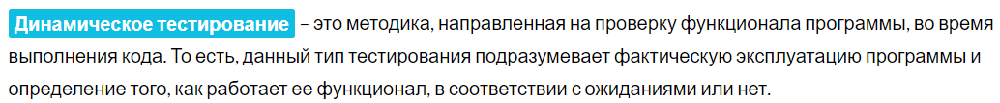 Динамическое тестирование – это методика, направленная на проверку функционала программы, во время
выполнения кода. То есть, данный тип тестирования подразумевает фактическую эксплуатацию программы и
определение того, как работает ее функционал, в соответствии с ожиданиями или нет.